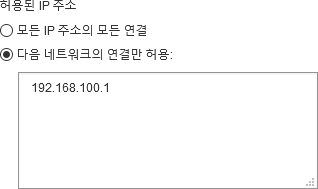 허용된 IP 주소
모든 IP 주소의 모든 연결
다음 네트워크의 연결만 허용:
192.168.100.1